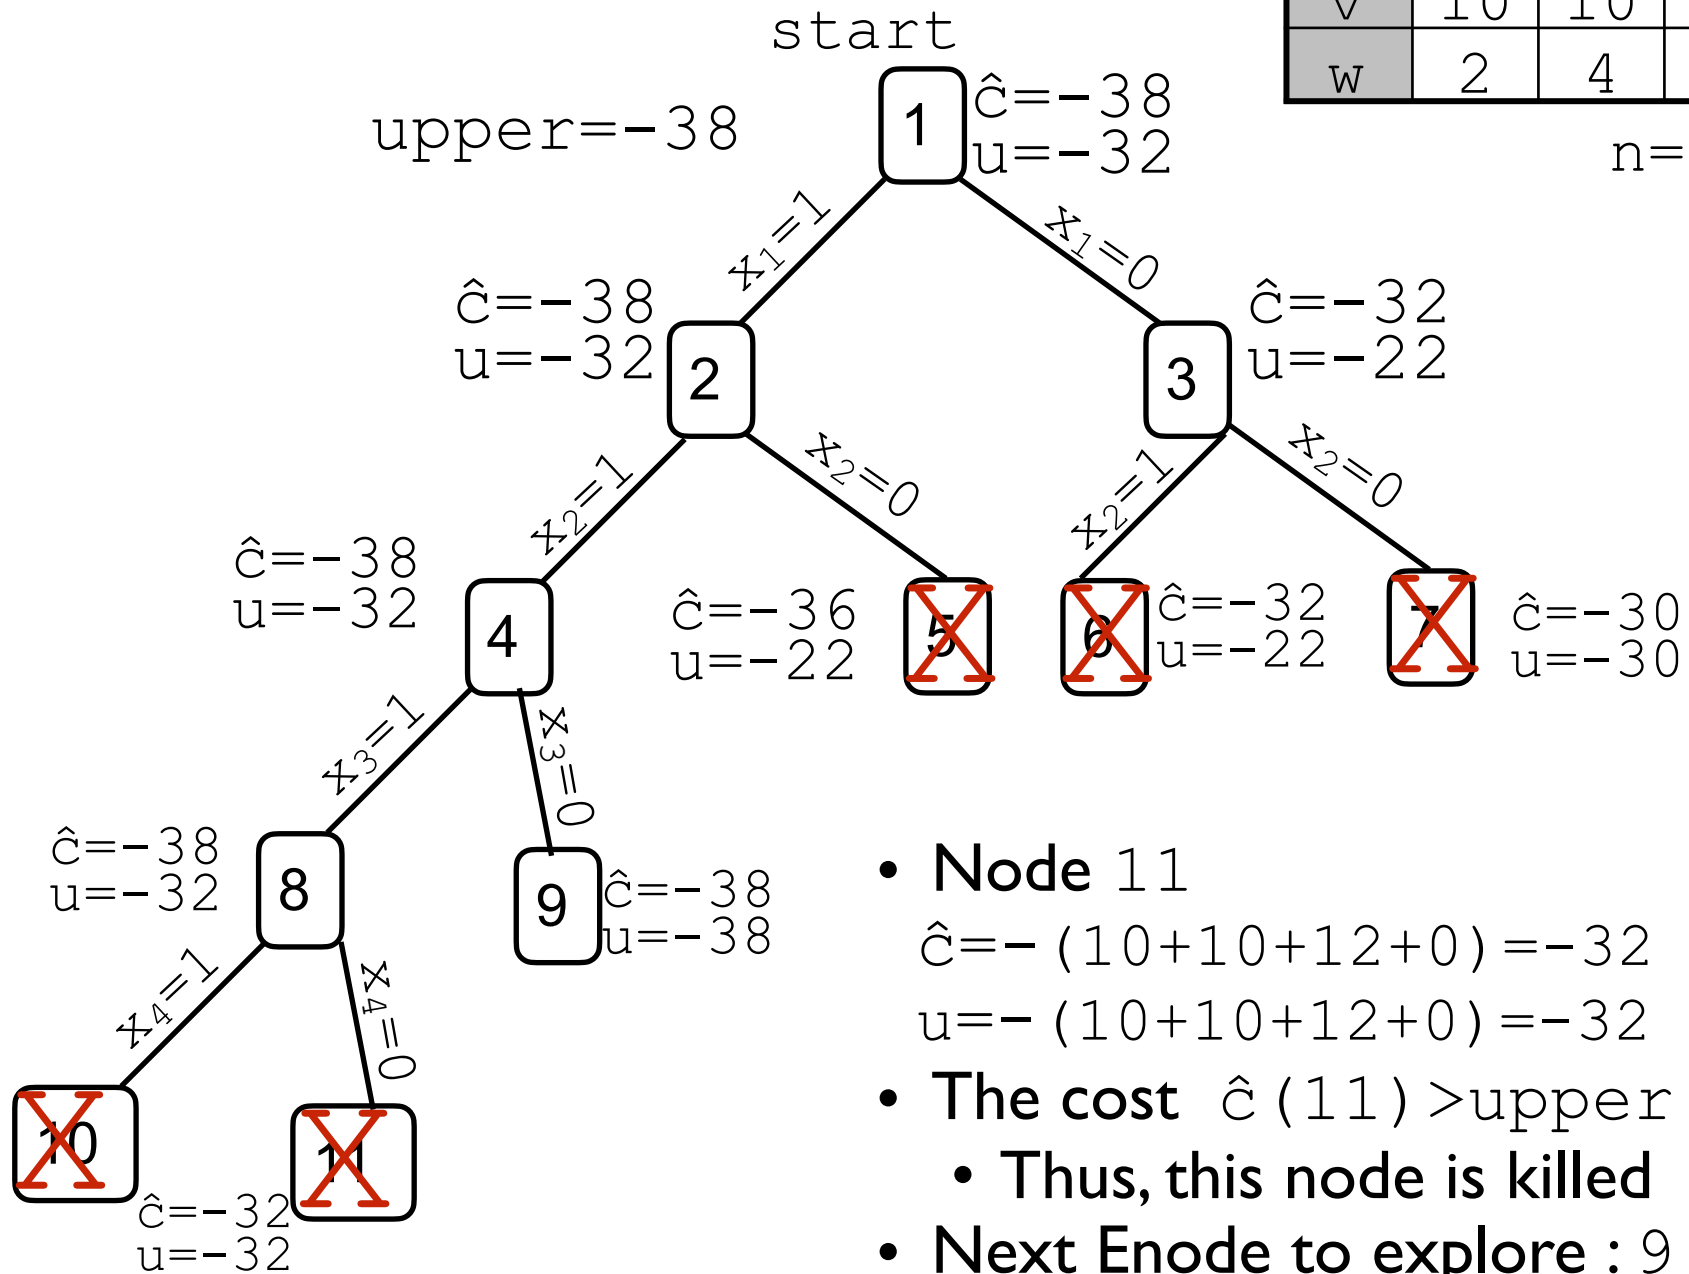 start
v 10 10
w 2 4
n=
upper=-38
1
ĉ=-38
u=-32
x1=1
x1=0
ĉ=-38
u=-32
2
3
ĉ=-32
u=-22
x2=1
x2=0
x2=1
x2=0
ĉ=-38
u=-32
4
ĉ=-36
u=-22
5
6
ĉ=-32
u=-22
7
ĉ=-30
u=-30
x3=1
x3=0
ĉ=-38
u=-32
8
9
ĉ=-38
u=-38
x4=1
x4=0
10
11
ĉ=-32
u=-32
• Node 11
ĉ=-(10+10+12+0)=-32
u=-(10+10+12+0)=-32
• The cost ĉ(11)>upper
• Thus, this node is killed
• Next Enode to explore : 9